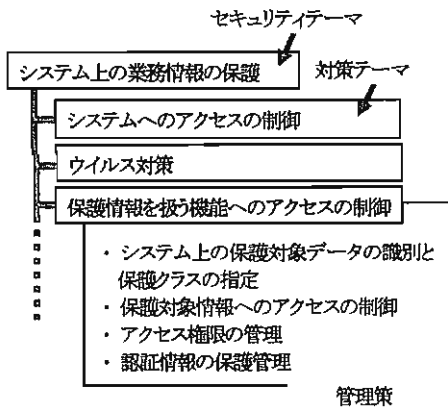 セキュリティテーマ
システム上の業務情報の保護
対策テーマ
システムへのアクセスの制御
ウイルス対策
保護情報を扱う機能へのアクセスの制御
・ システム上の保護対象データの識別と
保護クラスの指定
・ 保護対象情報へのアクセスの制御
・ アクセス権限の管理
・ 認証情報の保護管理
管理策